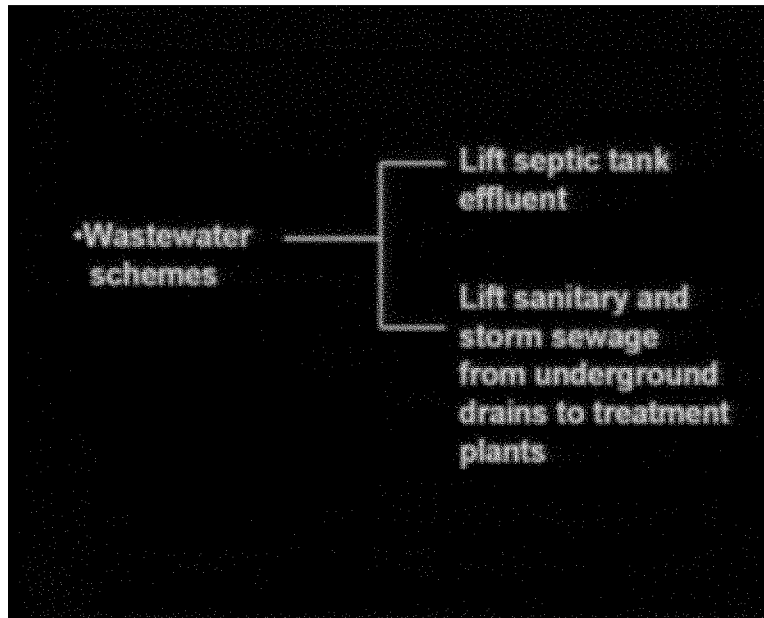 •Wastewater
schemes
Lift septic tank
effluent
Lift sanitary and
storm sewage
from underground
drains to treatment
plants